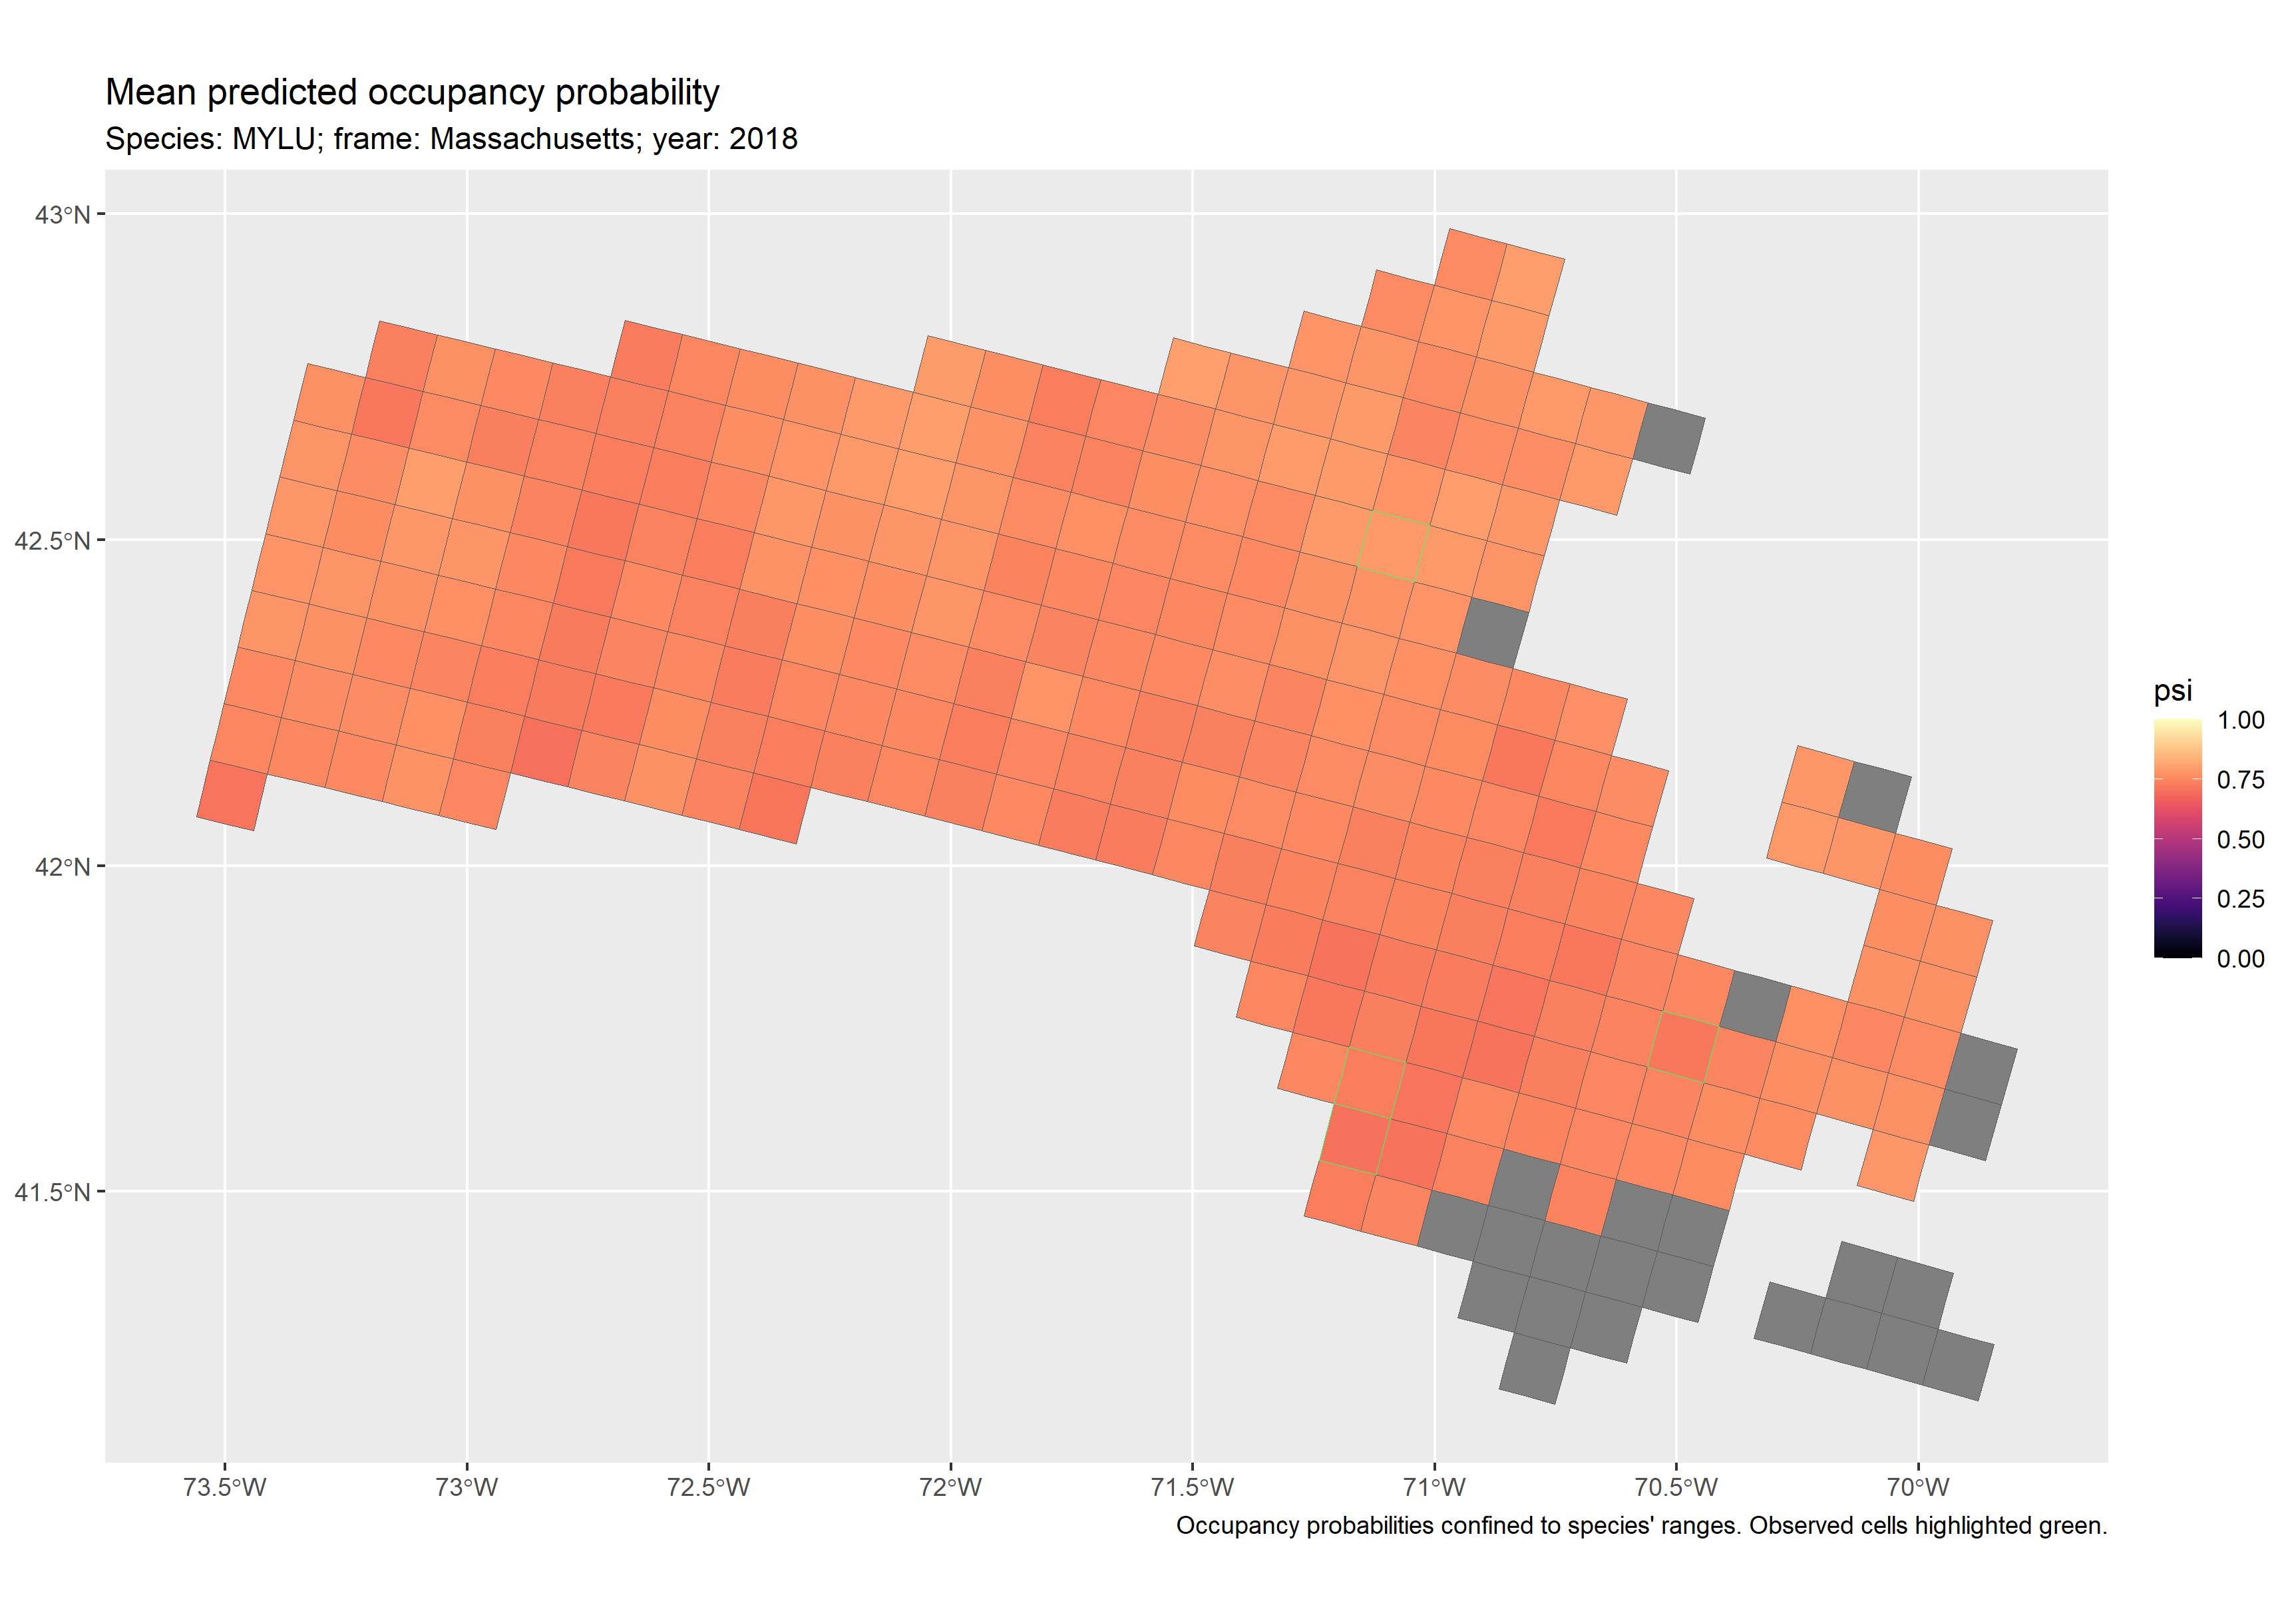 Mean predicted occupancy probability
Species: MYLU; frame: Massachusetts; year: 2018
43°N
42.5°N
42°N
41.5°N
73.5°W
73°W
72.5°W
72°W
71.5°W
71°W
70.5°W
70°W
psi
1.00
0.75
0.50
0.25
0.00
Occupancy probabilities confined to species' ranges. Observed cells highlighted green.